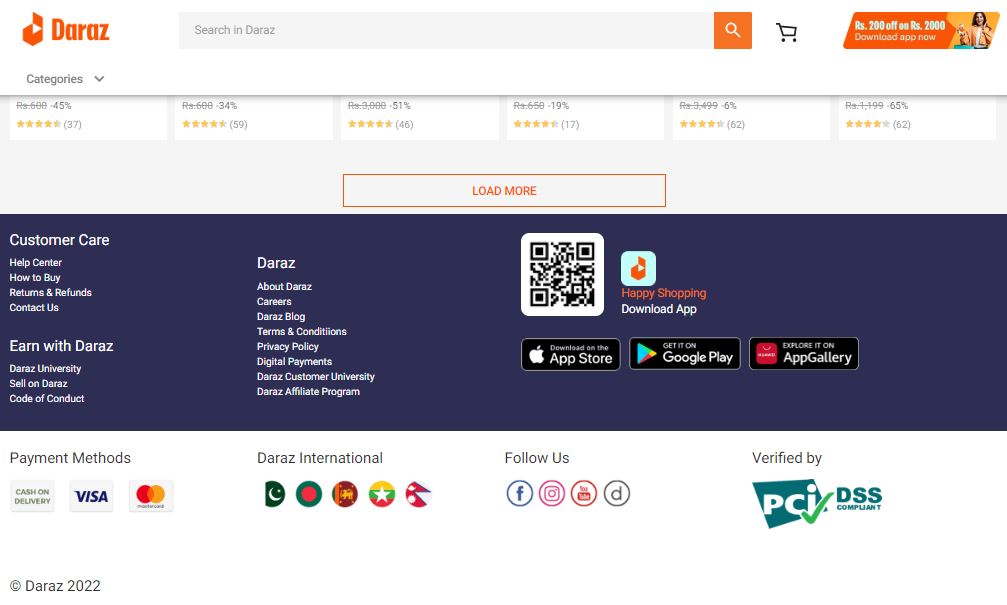 Daraz
Search in Daraz
Rs. 200 off on Rs. 2000
Download app now
Categories
Rs.600 -45%
(37)
Rs.600 -34%
(59)
Rs.3,000 -51%
(46)
Rs.650 -19%
(17)
Rs.3,499 -6%
(62)
Rs.1,199 -65%
(62)
LOAD MORE
Customer Care
Help Center
How to Buy
Returns & Refunds
Contact Us
Earn with Daraz
Daraz University
Sell on Daraz
Code of Conduct
Daraz
About Daraz
Careers
Daraz Blog
Terms & Conditiions
Privacy Policy
Digital Payments
Daraz Customer University
Daraz Affiliate Program
Happy Shopping
Download App
Download on the
App Store
GET IT ON
Google Play
HUAWEI
EXPLORE IT ON
AppGallery
Payment Methods
CASH ON
DELIVERY
VISA
mastercard
Daraz International
Follow Us
f
You
Tube
d
Verified by
PCI DSS
COMPLIANT
© Daraz 2022